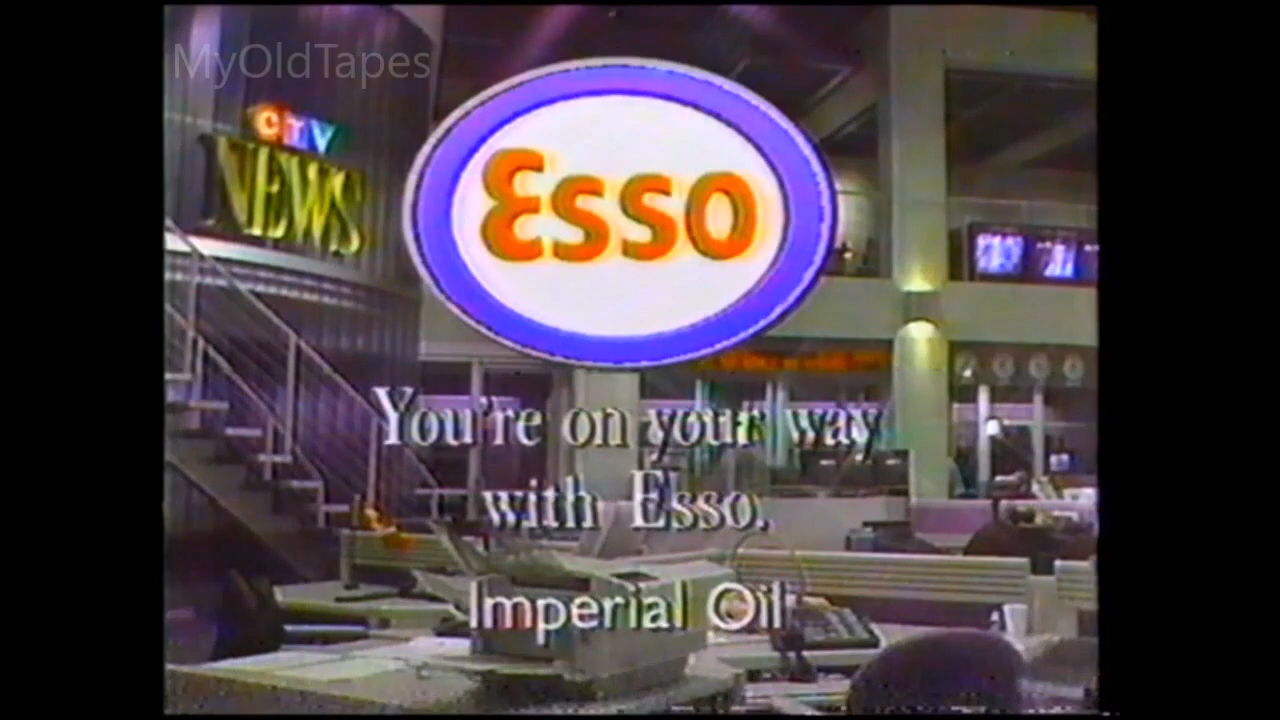 MyOldTapes
CTV
NEWS
Esso
You're on your way
with Esso.
Imperial Oil